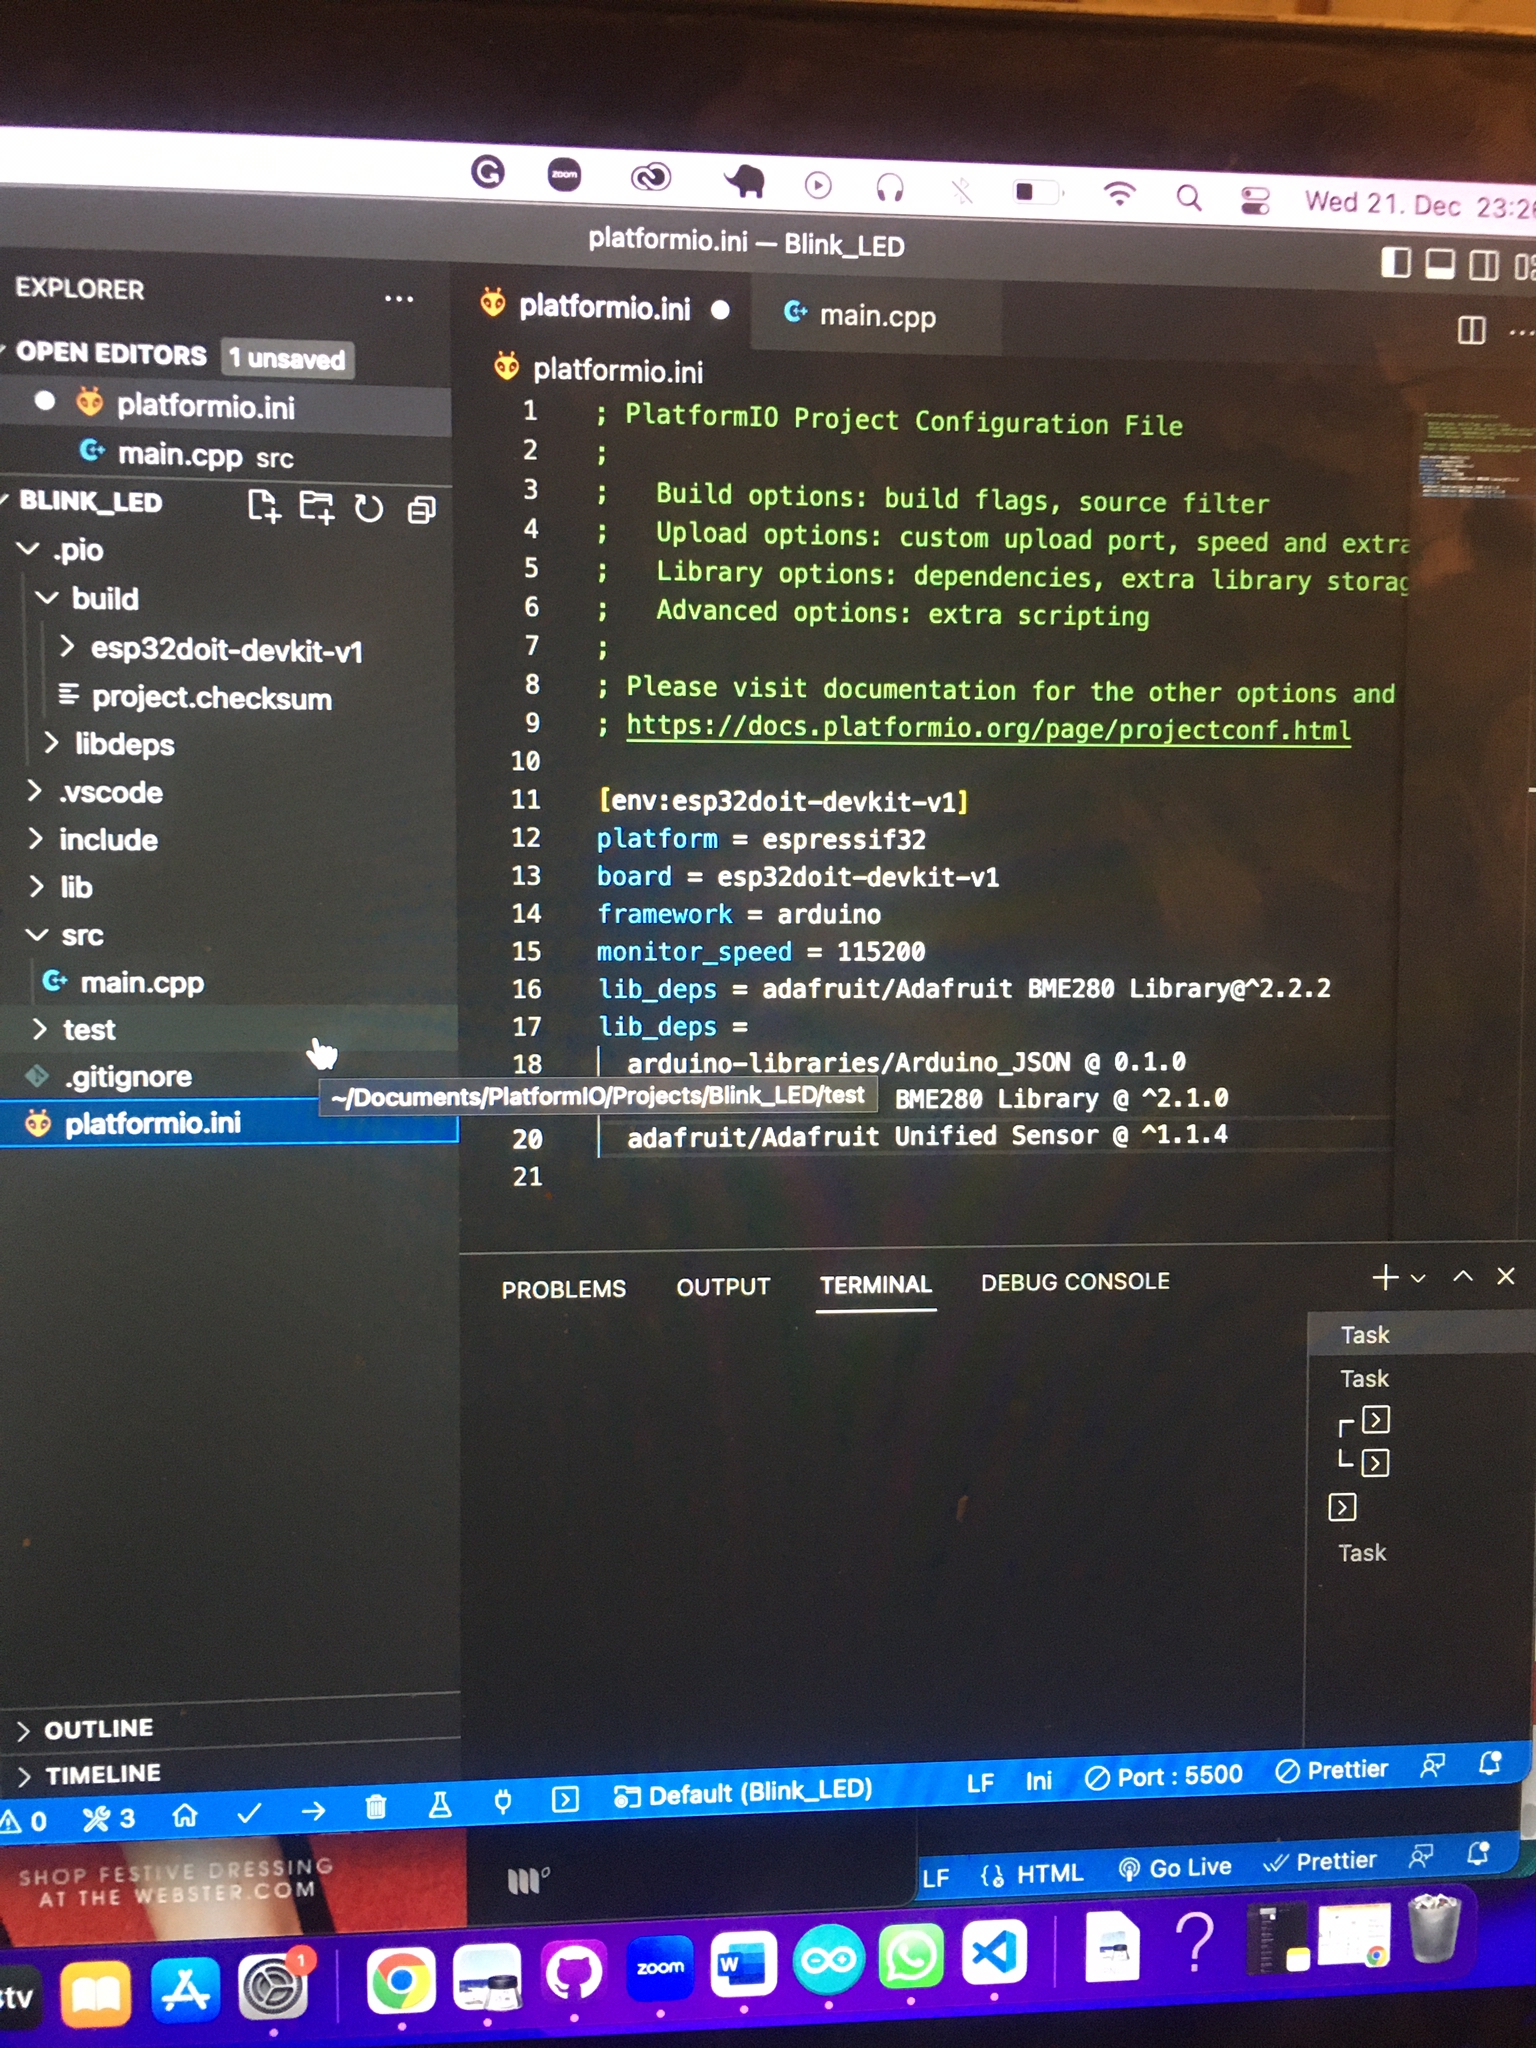 zoom
Wed 21. Dec 23:26
platformio.ini — Blink_LED
EXPLORER
OPEN EDITORS 1 unsaved
platformio.ini
main.cpp src
BLINK_LED
.pio
build
esp32doit-devkit-v1
project.checksum
libdeps
.vscode
include
lib
src
main.cpp
test
.gitignore
platformio.ini
OUTLINE
TIMELINE
platformio.ini
main.cpp
platformio.ini
1 ; PlatformIO Project Configuration File
2 ;
3 ; Build options: build flags, source filter
4 ; Upload options: custom upload port, speed and extra
5 ; Library options: dependencies, extra library storag
6 ; Advanced options: extra scripting
7 ;
8 ; Please visit documentation for the other options and
9 ; https://docs.platformio.org/page/projectconf.html
10
11 [env:esp32doit-devkit-v1]
12 platform = espressif32
13 board = esp32doit-devkit-v1
14 framework = arduino
15 monitor_speed = 115200
16 lib_deps = adafruit/Adafruit BME280 Library@^2.2.2
17 lib_deps =
18 arduino-libraries/Arduino_JSON @ 0.1.0
~/Documents/PlatformIO/Projects/Blink_LED/test
BME280 Library @ ^2.1.0
20 adafruit/Adafruit Unified Sensor @ ^1.1.4
21
PROBLEMS OUTPUT TERMINAL DEBUG CONSOLE
Task
Task
Task
0 3 Default (Blink_LED) LF Ini Port : 5500 Prettier
SHOP FESTIVE DRESSING
AT THE WEBSTER.COM
LF HTML Go Live Prettier
tv
1
zoom
W